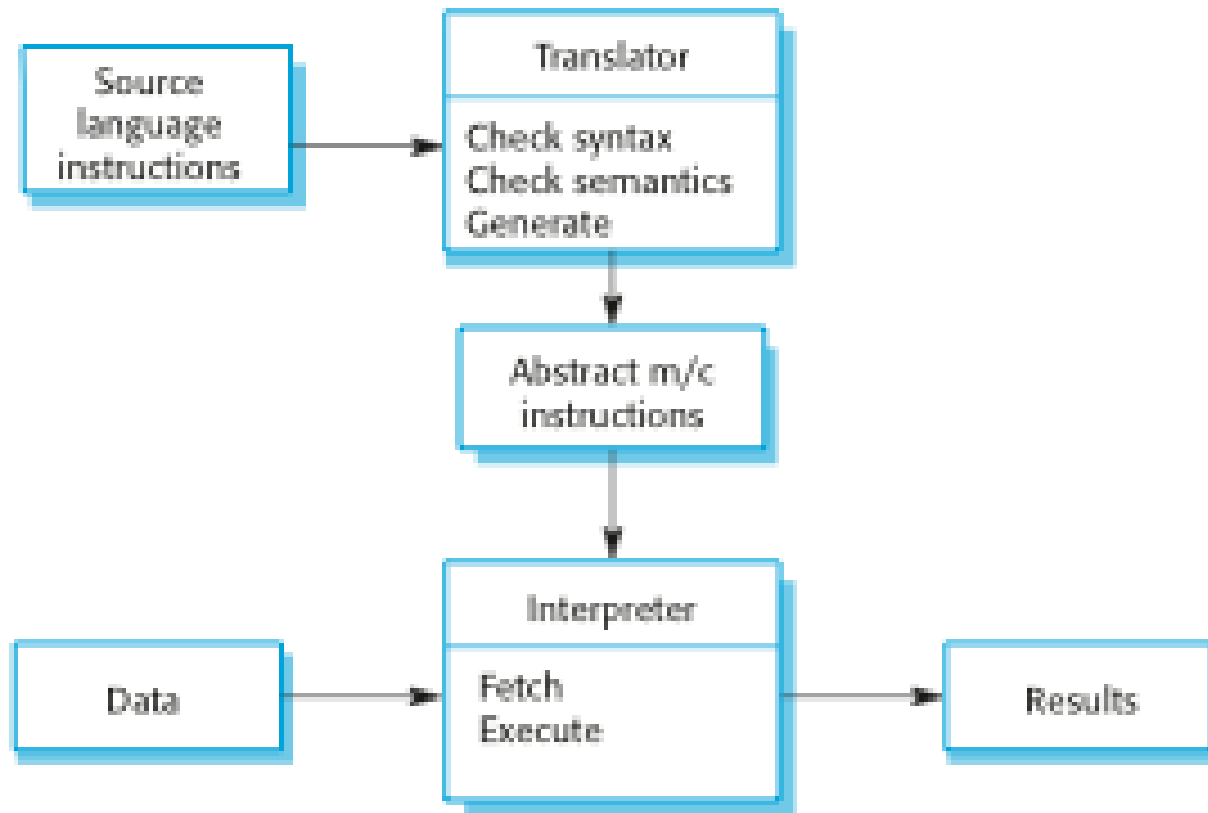 Source
language
instructions
Translator
Check syntax
Check semantics
Generate
Abstract m/c
instructions
Interpreter
Fetch
Execute
Data
Results